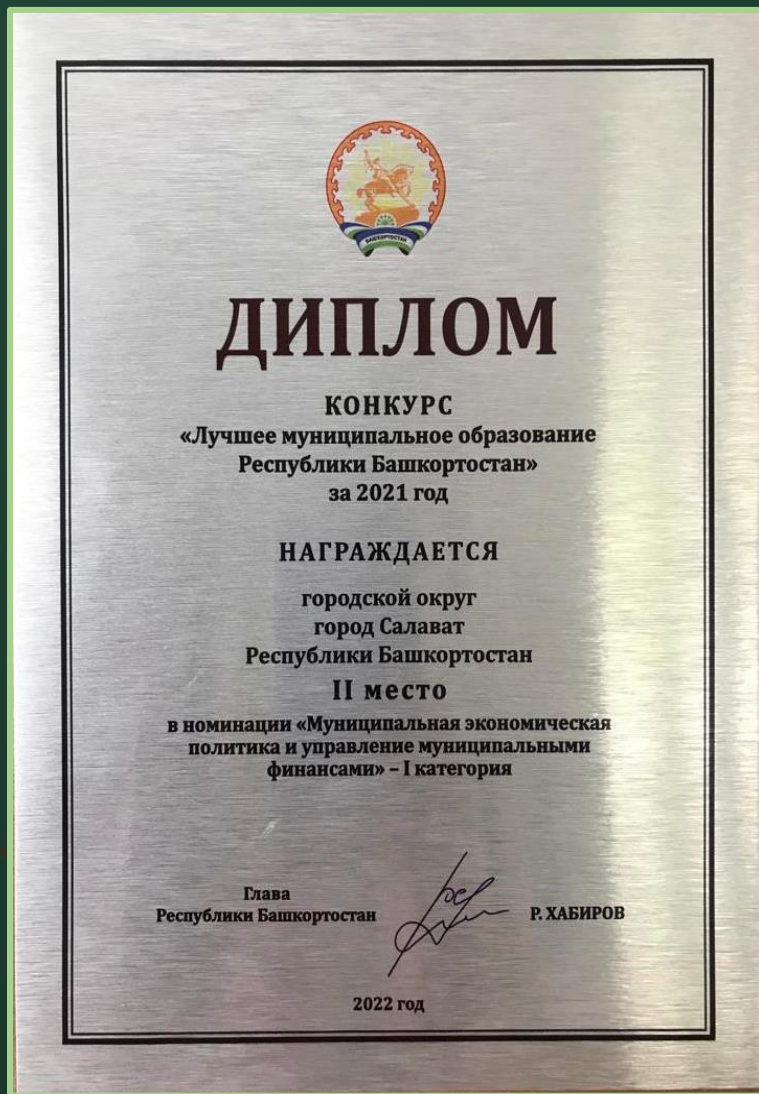 БАШКОРТОСТАН
ДИПЛОМ
КОНКУРС
«Лучшее муниципальное образование
Республики Башкортостан»
за 2021 год
НАГРАЖДАЕТСЯ
городской округ
город Салават
Республики Башкортостан
II место
в номинации «Муниципальная экономическая
политика и управление муниципальными
финансами» – I категория
Глава
Республики Башкортостан
Р. ХАБИРОВ
2022 год